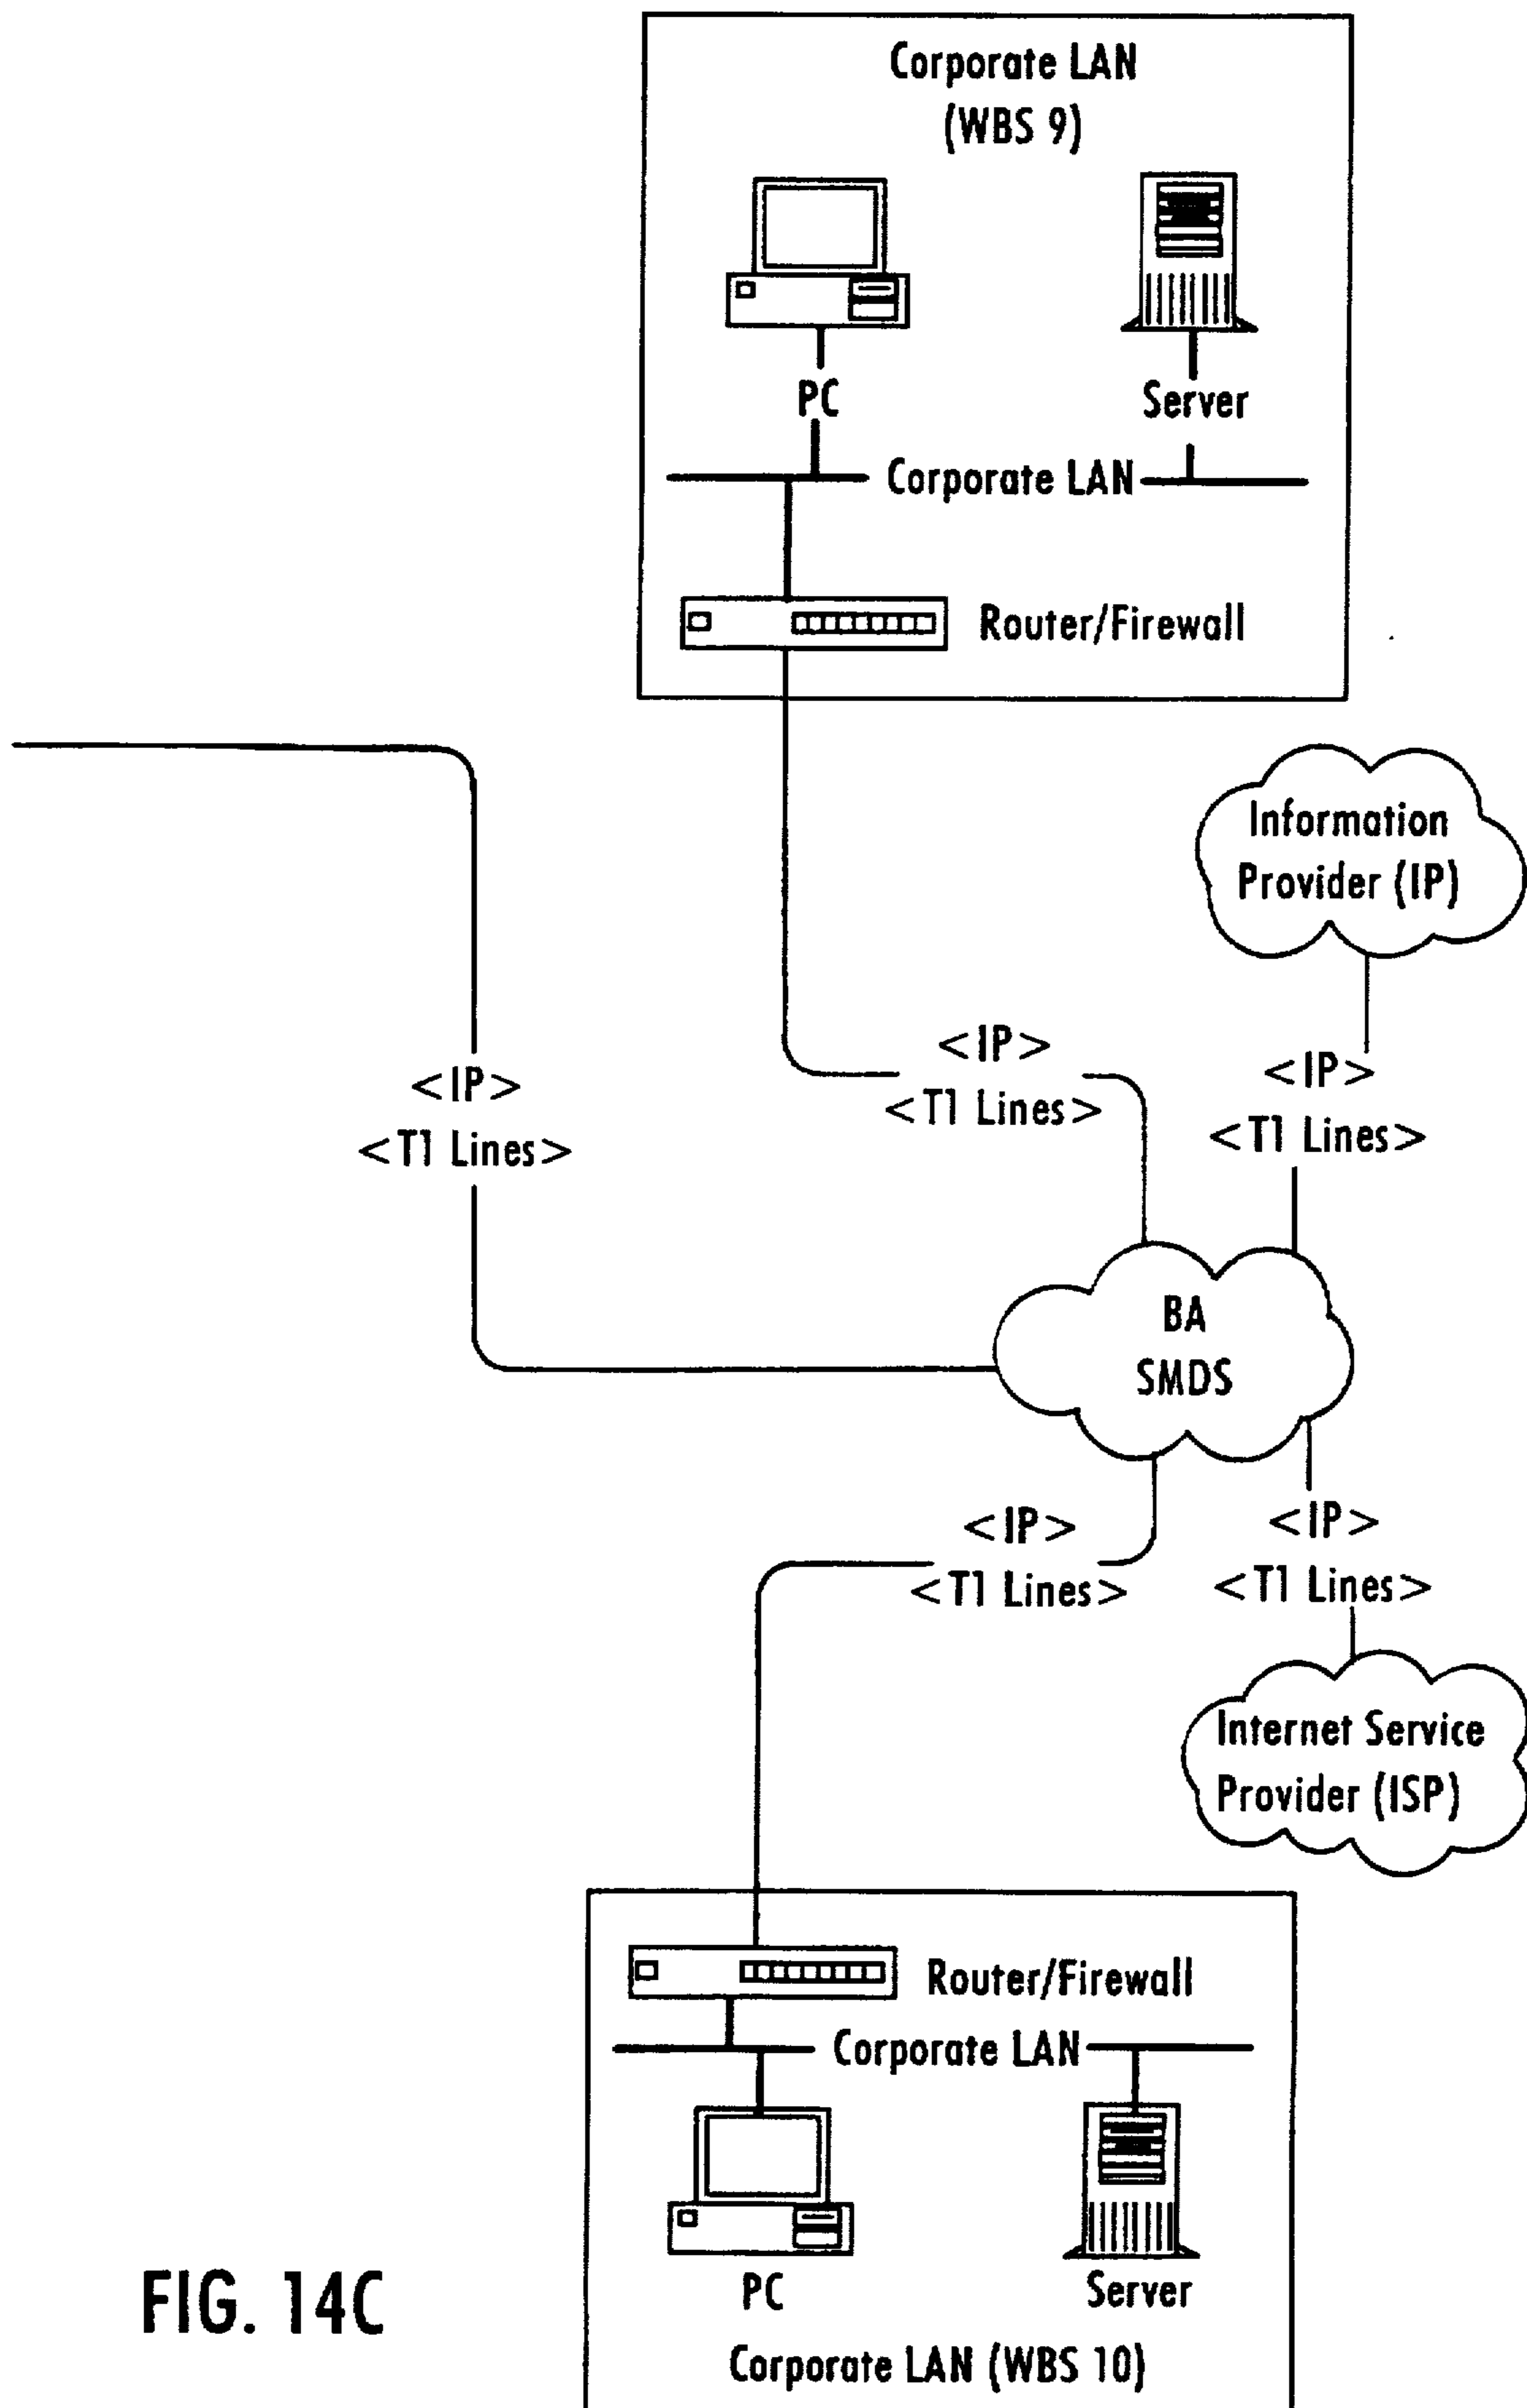 Corporate LAN
(WBS 9)
PC
Server
Corporate LAN
Router/Firewall
Information
Provider (IP)
<IP>
<T1 Lines>
<IP>
<T1 Lines>
<IP>
<T1 Lines>
BA
SMDS
<IP>
<T1 Lines>
<IP>
<T1 Lines>
Internet Service
Provider (ISP)
Router/Firewall
Corporate LAN
PC
Server
Corporate LAN (WBS 10)
FIG. 14C